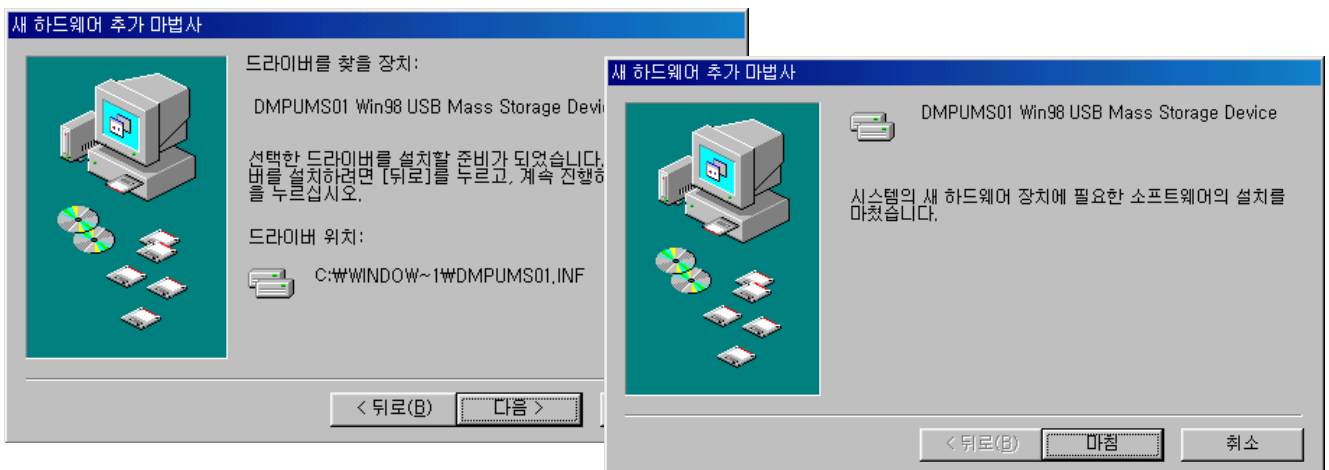 새 하드웨어 추가 마법사
드라이버를 찾을 장치:
DMPUMS01 Win98 USB Mass Storage Devi
선택한 드라이버를 설치할 준비가 되었습니다.
버를 설치하려면 [뒤로]를 누르고, 계속 진행하
을 누르십시오.
드라이버 위치:
C:₩WINDOW~1₩DMPUMS01.INF
< 뒤로(B)
다음 >
새 하드웨어 추가 마법사
DMPUMS01 Win98 USB Mass Storage Device
시스템의 새 하드웨어 장치에 필요한 소프트웨어의 설치를
마쳤습니다.
< 뒤로(B)
마침
취소